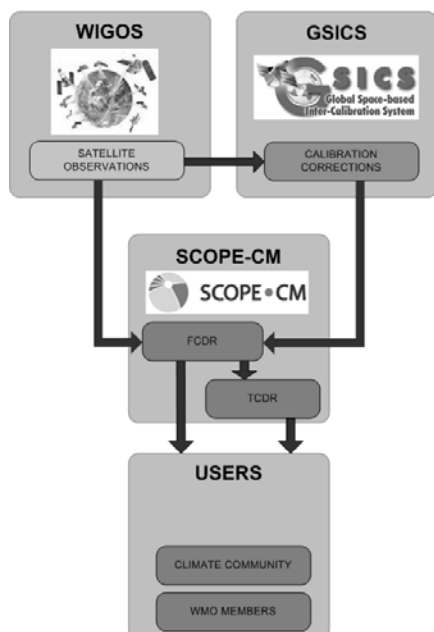 WIGOS
GSICS
GSICS
Global Space-based
Inter-Calibration System
SATELLITE
OBSERVATIONS
CALIBRATION
CORRECTIONS
SCOPE-CM
SCOPE•CM
FCDR
TCDR
USERS
CLIMATE COMMUNITY
WMO MEMBERS